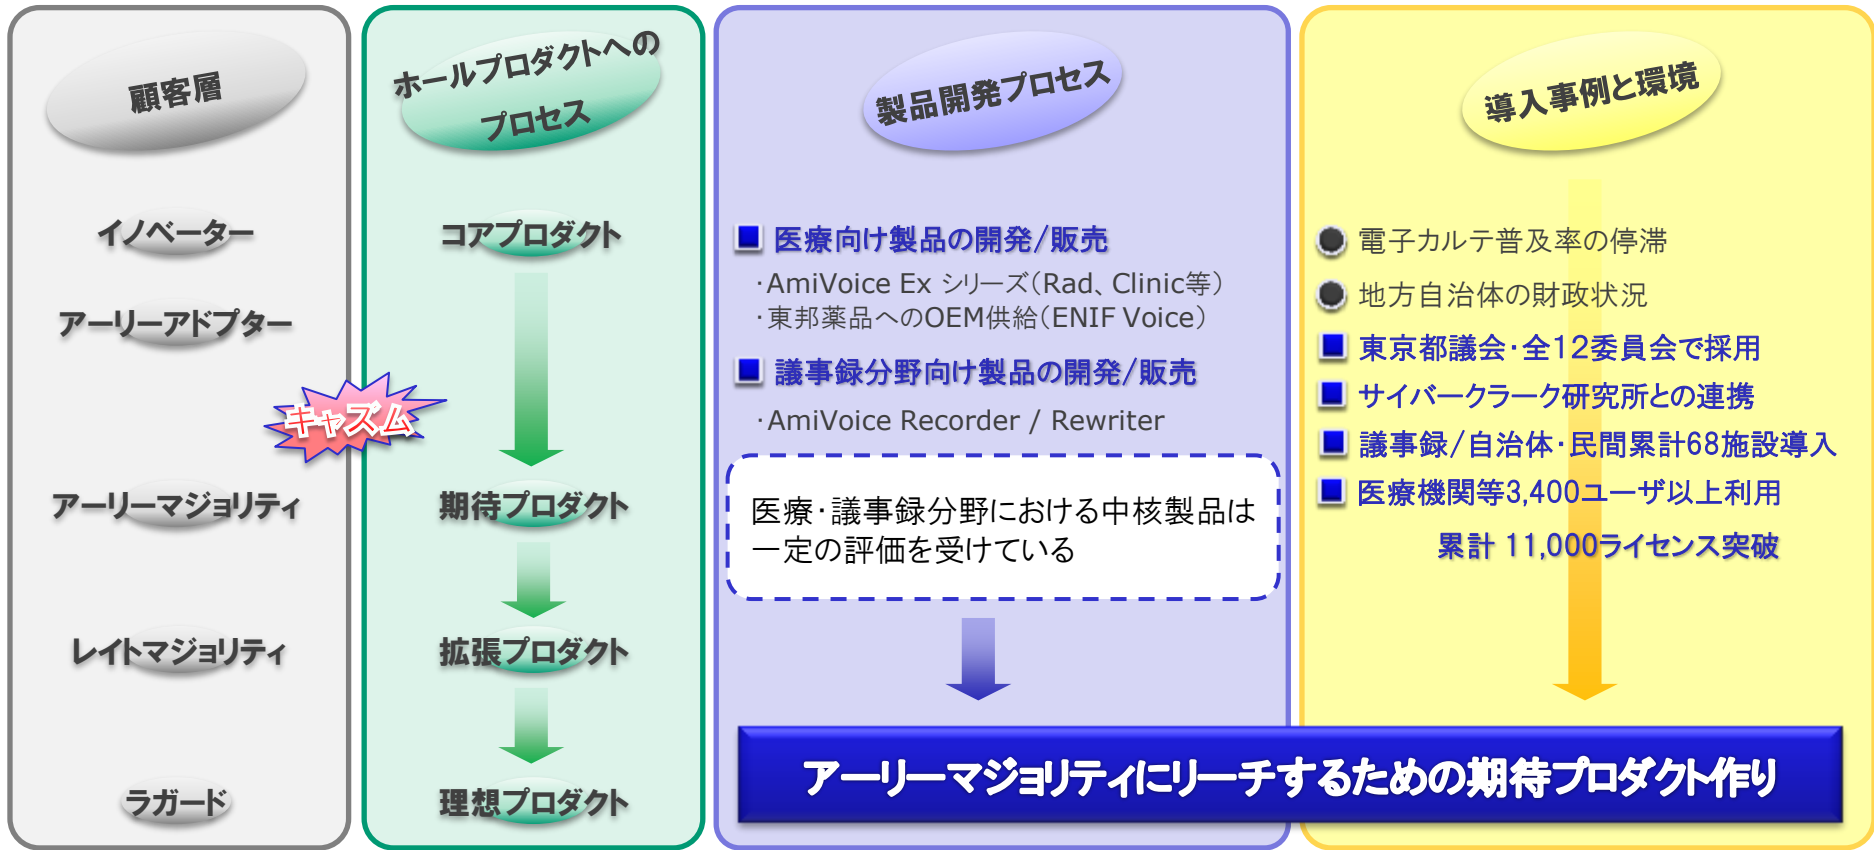 顧客層
イノベーター
アーリーアドプター
キャズム
アーリーマジョリティ
レイトマジョリティ
ラガード
ホールプロダクトへの
プロセス
コアプロダクト
期待プロダクト
拡張プロダクト
理想プロダクト
製品開発プロセス
医療向け製品の開発/販売
・AmiVoice Ex シリーズ(Rad、Clinic等)
・東邦薬品へのOEM供給(ENIF Voice)
議事録分野向け製品の開発/販売
・AmiVoice Recorder / Rewriter
医療・議事録分野における中核製品は
一定の評価を受けている
導入事例と環境
電子カルテ普及率の停滞
地方自治体の財政状況
東京都議会・全12委員会で採用
サイバークラーク研究所との連携
議事録/自治体・民間累計68施設導入
医療機関等3,400ユーザ以上利用
累計 11,000ライセンス突破
アーリーマジョリティにリーチするための期待プロダクト作り